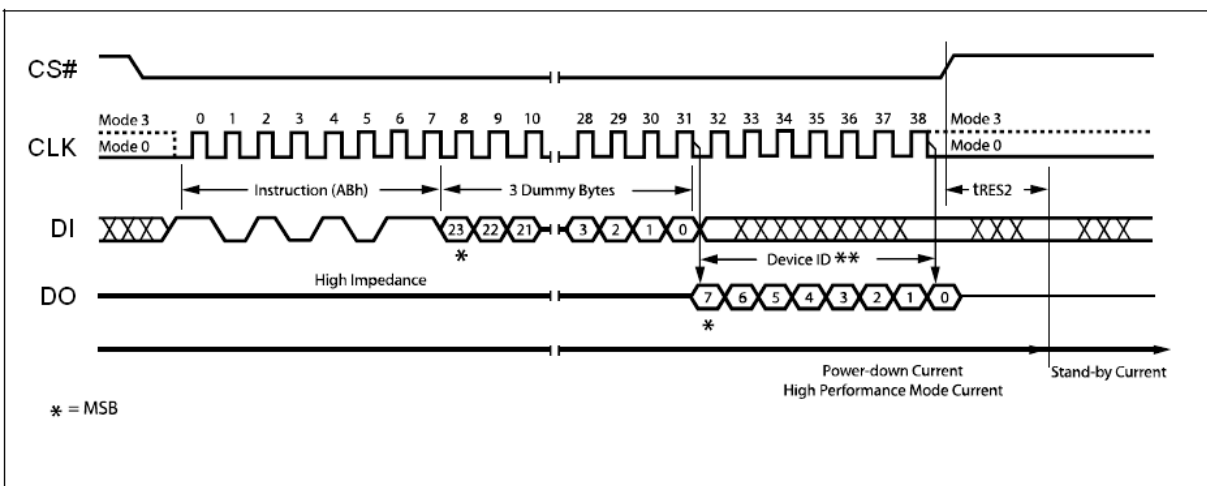 CS#
Mode 3 0 1 2 3 4 5 6 7 8 9 10 28 29 30 31 32 33 34 35 36 37 38 Mode 3
CLK Mode 0 Mode 0
Instruction (ABh) 3 Dummy Bytes tRES2
DI 23 22 21 3 2 1 0
* Device ID **
High Impedance
DO 7 6 5 4 3 2 1 0
*
Power-down Current Stand-by Current
High Performance Mode Current
* = MSB